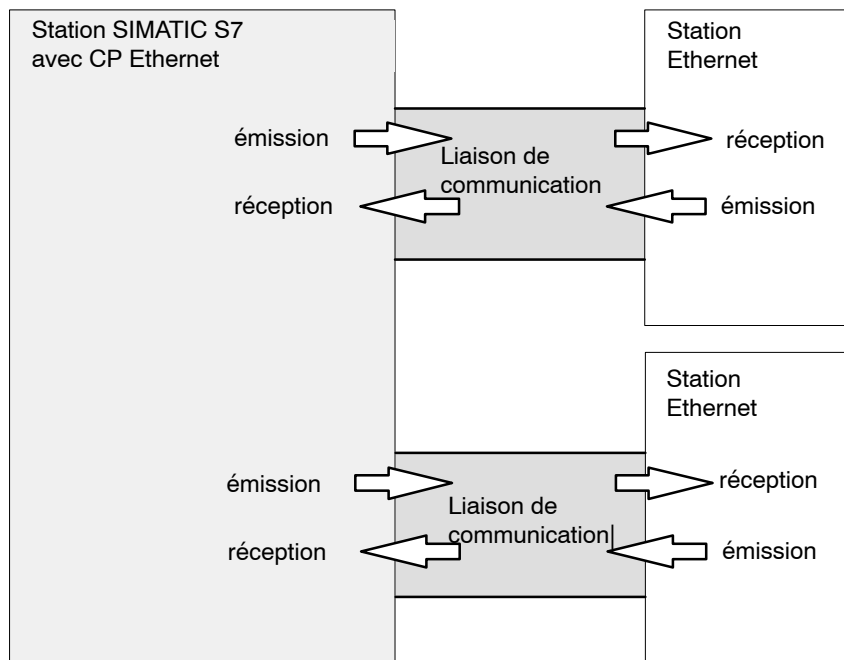 Station SIMATIC S7
avec CP Ethernet
Station
Ethernet
émission
réception
Liaison de
communication
réception
émission
Station
Ethernet
émission
réception
Liaison de
communication
réception
émission